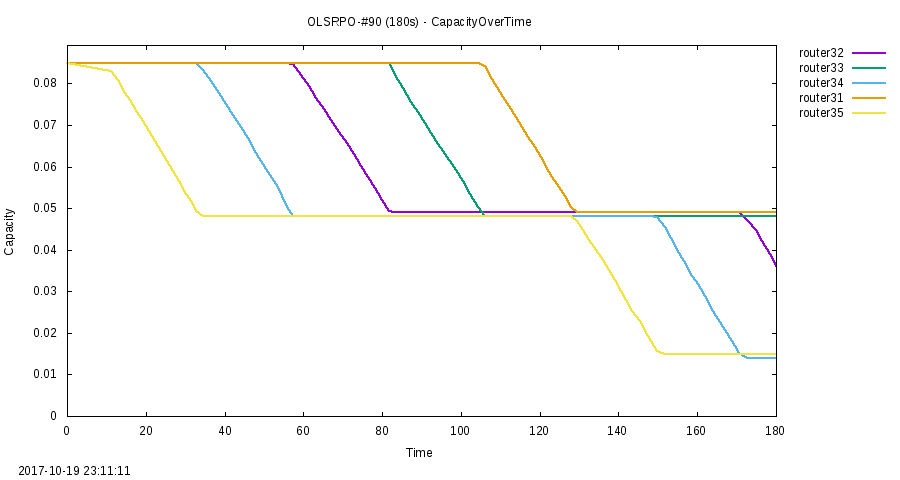 OLSRPO-#90 (180s) - CapacityOverTime
router32
router33
router34
router31
router35
0.08
0.07
0.06
0.05
0.04
0.03
0.02
0.01
0
Capacity
0 20 40 60 80 100 120 140 160 180
Time
2017-10-19 23:11:11